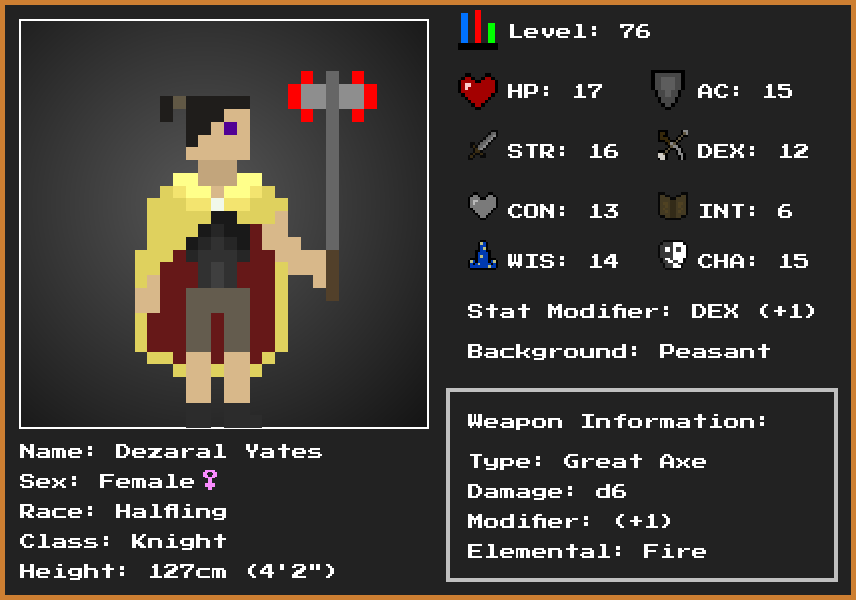 Level: 76
HP: 17
AC: 15
STR: 16
DEX: 12
CON: 13
INT: 6
WIS: 14
CHA: 15
Stat Modifier: DEX (+1)
Background: Peasant
Weapon Information:
Type: Great Axe
Damage: d6
Modifier: (+1)
Elemental: Fire
Name: Dezaral Yates
Sex: Female♀
Race: Halfling
Class: Knight
Height: 127cm (4'2")